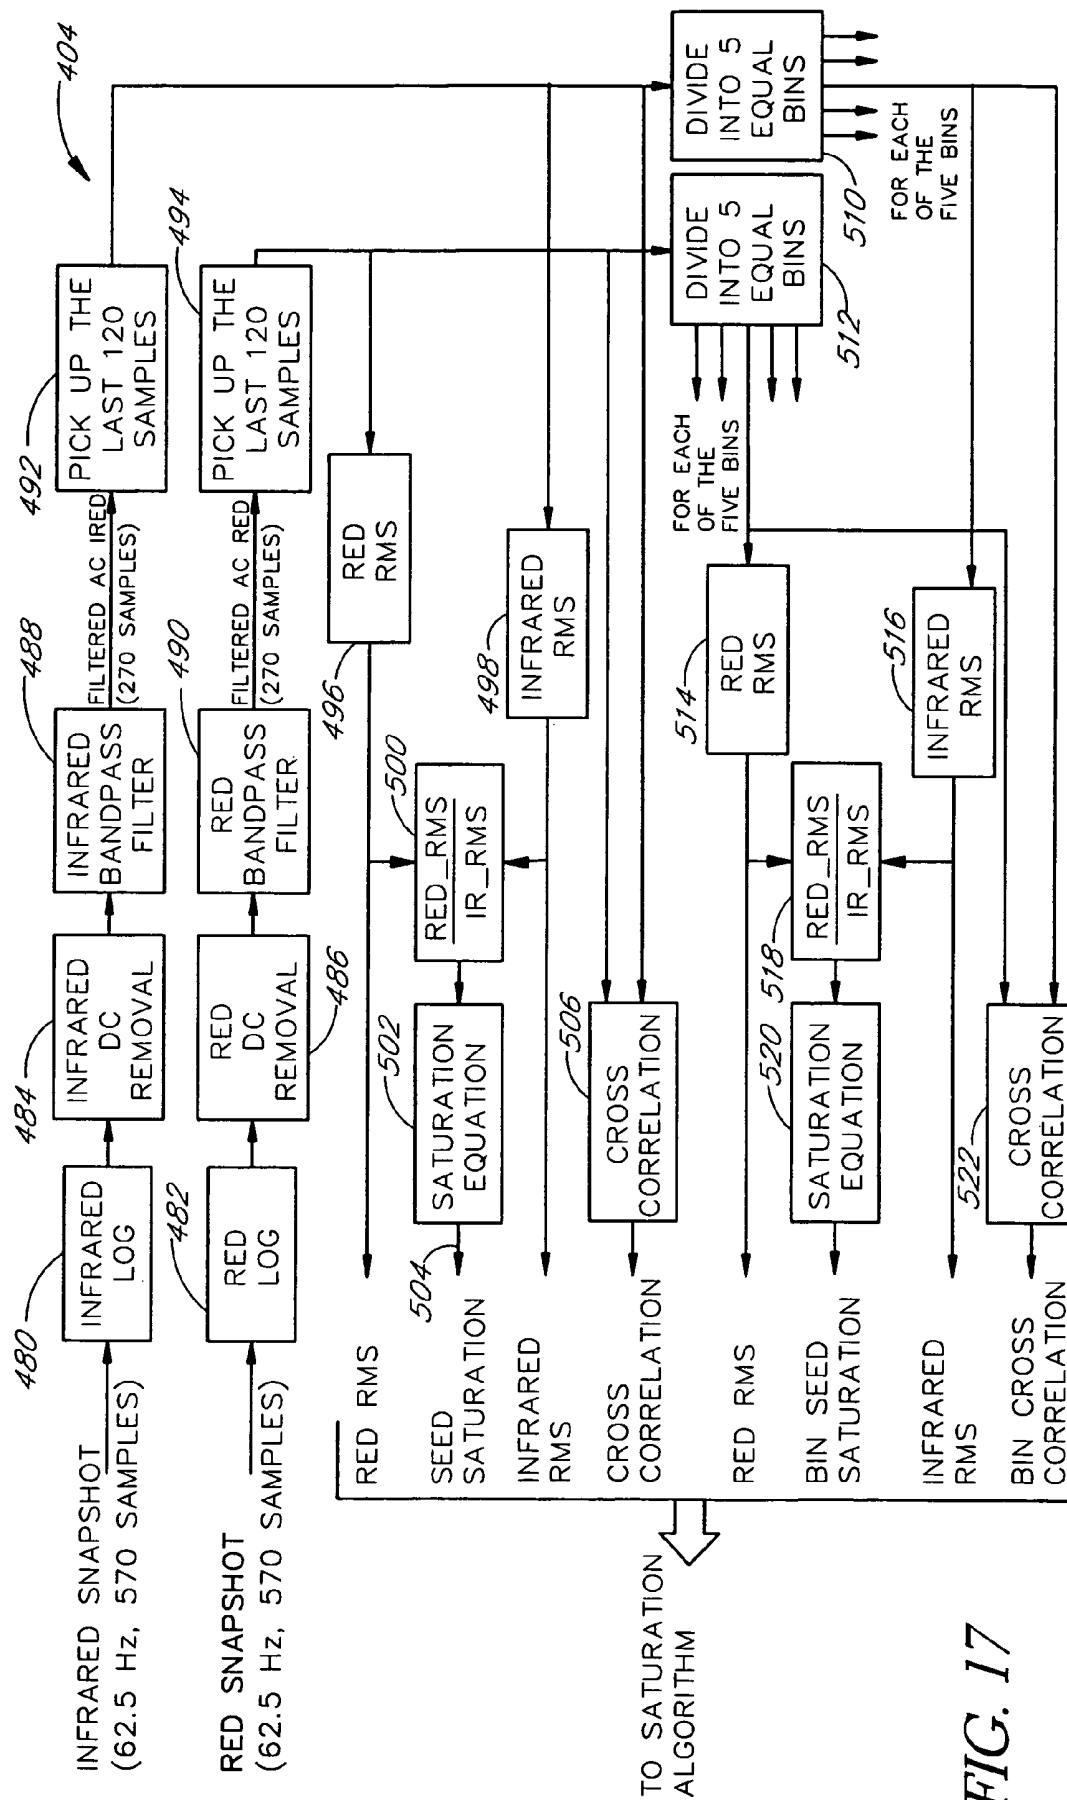 404
INFRARED SNAPSHOT
(62.5 Hz, 570 SAMPLES)
480
INFRARED
LOG
484
INFRARED
DC
REMOVAL
488
INFRARED
BANDPASS
FILTER
FILTERED AC IRED
(270 SAMPLES)
492
PICK UP THE
LAST 120
SAMPLES
RED SNAPSHOT
(62.5 Hz, 570 SAMPLES)
482
RED
LOG
486
RED
DC
REMOVAL
490
RED
BANDPASS
FILTER
FILTERED AC RED
(270 SAMPLES)
494
PICK UP THE
LAST 120
SAMPLES
RED RMS
496
RED
RMS
SEED
SATURATION
504
502
SATURATION
EQUATION
500
RED_RMS
IR_RMS
INFRARED
RMS
498
INFRARED
RMS
CROSS
CORRELATION
506
CROSS
CORRELATION
512
DIVIDE
INTO 5
EQUAL
BINS
510
DIVIDE
INTO 5
EQUAL
BINS
FOR EACH
OF THE
FIVE BINS
FOR EACH
OF THE
FIVE BINS
RED RMS
514
RED
RMS
BIN SEED
SATURATION
520
SATURATION
EQUATION
518
RED_RMS
IR_RMS
INFRARED
RMS
516
INFRARED
RMS
BIN CROSS
CORRELATION
522
CROSS
CORRELATION
TO SATURATION
ALGORITHM
FIG. 17